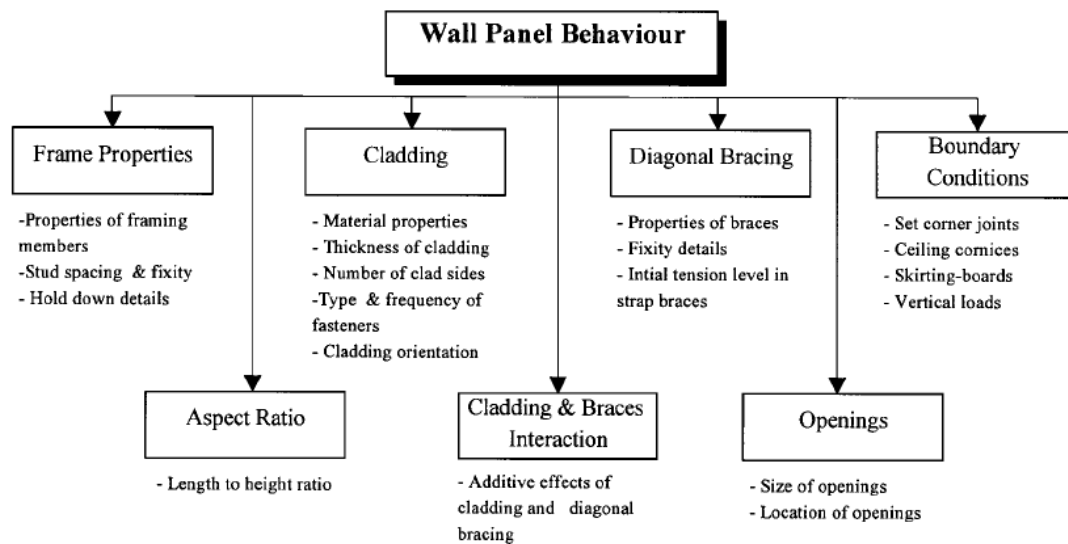 Wall Panel Behaviour
Frame Properties
-Properties of framing
members
-Stud spacing & fixity
- Hold down details
Cladding
- Material properties
- Thickness of cladding
- Number of clad sides
-Type & frequency of
fasteners
- Cladding orientation
Diagonal Bracing
- Properties of braces
- Fixity details
- Intial tension level in
strap braces
Boundary
Conditions
- Set corner joints
- Ceiling cornices
- Skirting-boards
- Vertical loads
Aspect Ratio
- Length to height ratio
Cladding & Braces
Interaction
- Additive effects of
cladding and diagonal
bracing
Openings
- Size of openings
- Location of openings